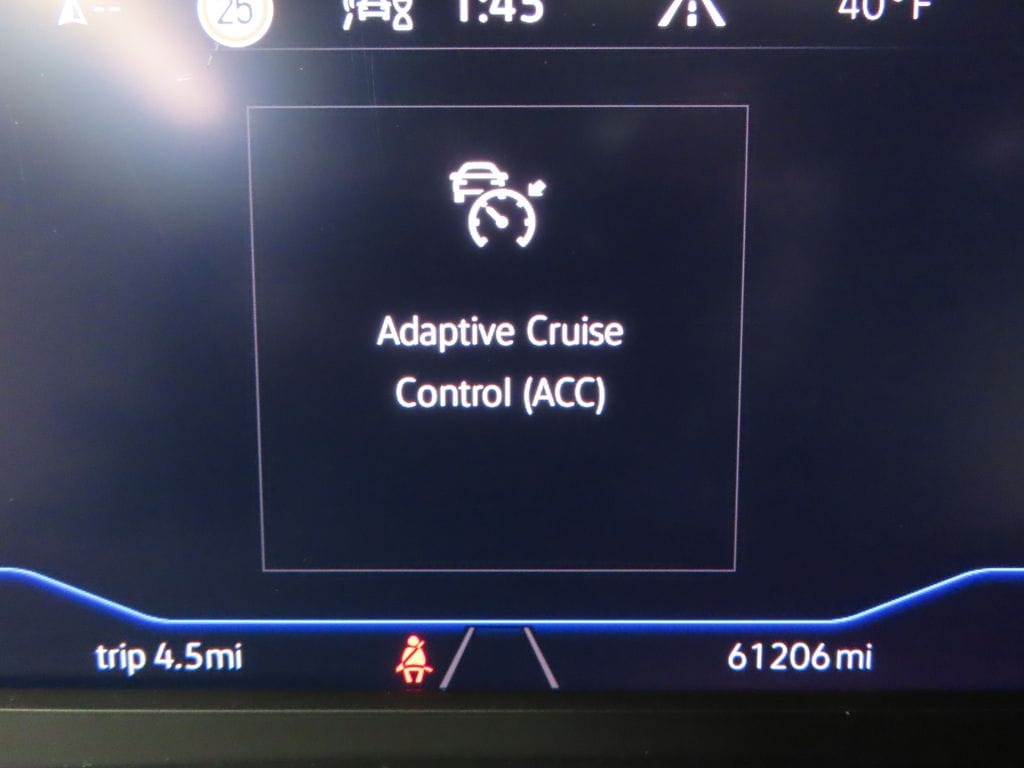 -- 25 1:45 40°F
Adaptive Cruise
Control (ACC)
trip 4.5mi 61206mi